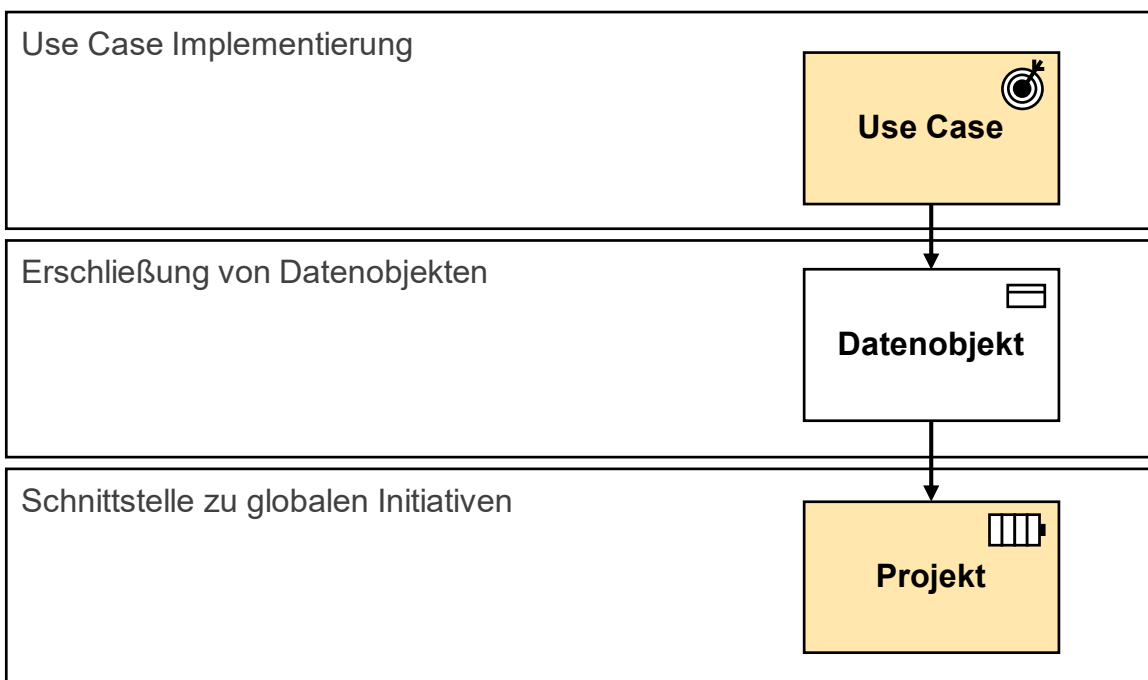 Use Case Implementierung
Use Case
Erschließung von Datenobjekten
Datenobjekt
Schnittstelle zu globalen Initiativen
Projekt